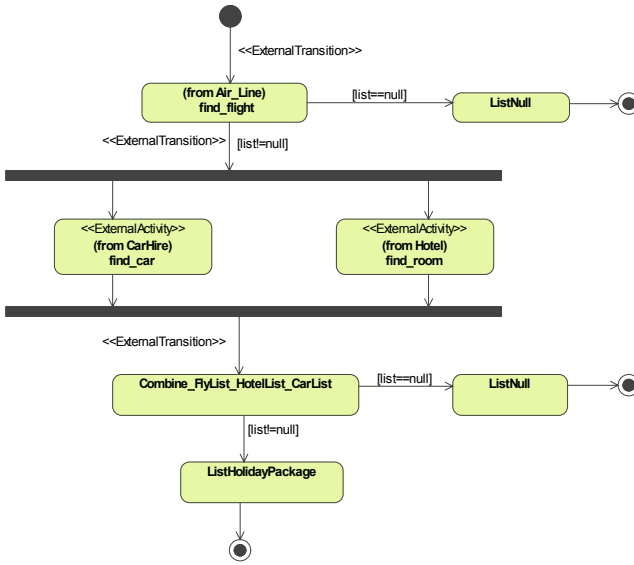 <<ExternalTransition>>
(from Air_Line)
find_flight
[list==null]
ListNull
<<ExternalTransition>>
[list!=null]
<<ExternalActivity>>
(from CarHire)
find_car
<<ExternalActivity>>
(from Hotel)
find_room
<<ExternalTransition>>
Combine_FlyList_HotelList_CarList
[list==null]
ListNull
[list!=null]
ListHolidayPackage